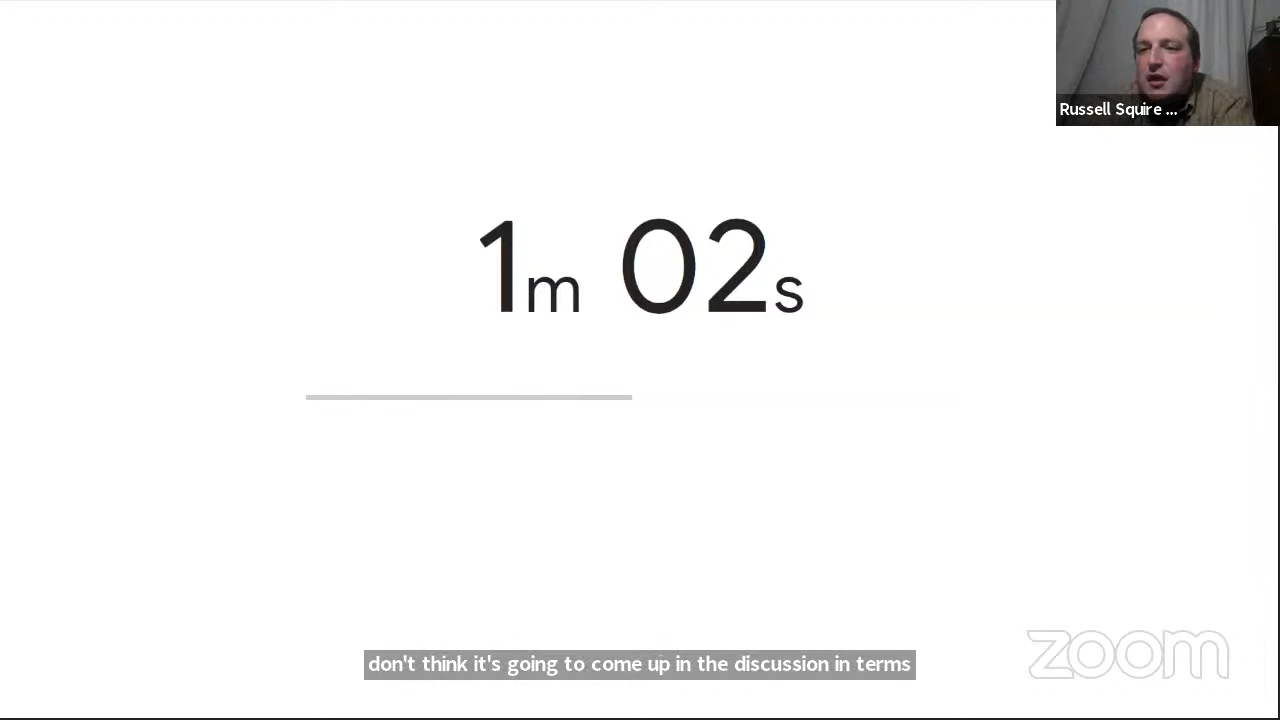 Russell Squire ...
1m 02s
don't think it's going to come up in the discussion in terms
zoom